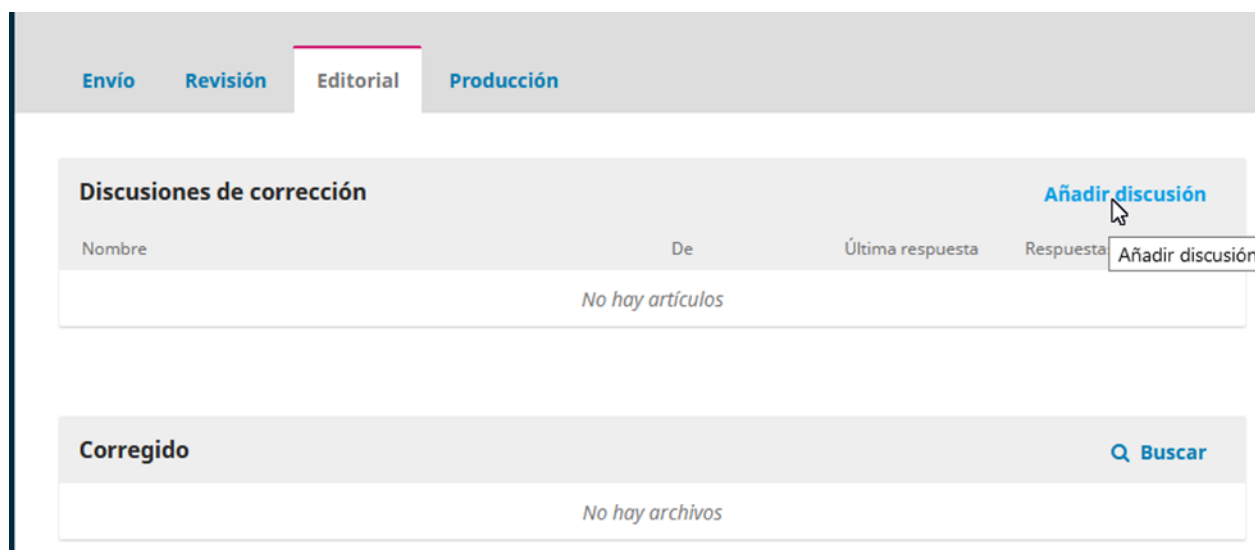 Envío Revisión Editorial Producción
Discusiones de corrección Añadir discusión
Nombre De Última respuesta Respuestas
Añadir discusión
No hay artículos
Corregido Buscar
No hay archivos